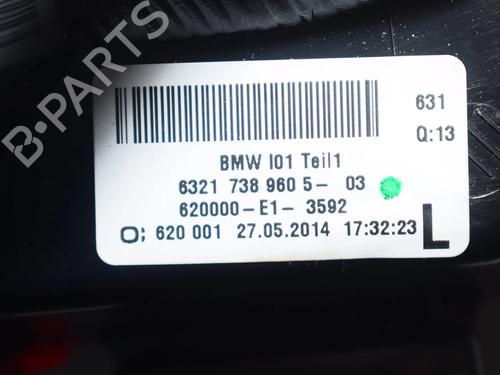 B-PARTS
631
Q:13
BMW I01 Teil1
6321 738 960 5- 03
620000-E1- 3592
O; 620 001 27.05.2014 17:32:23 L